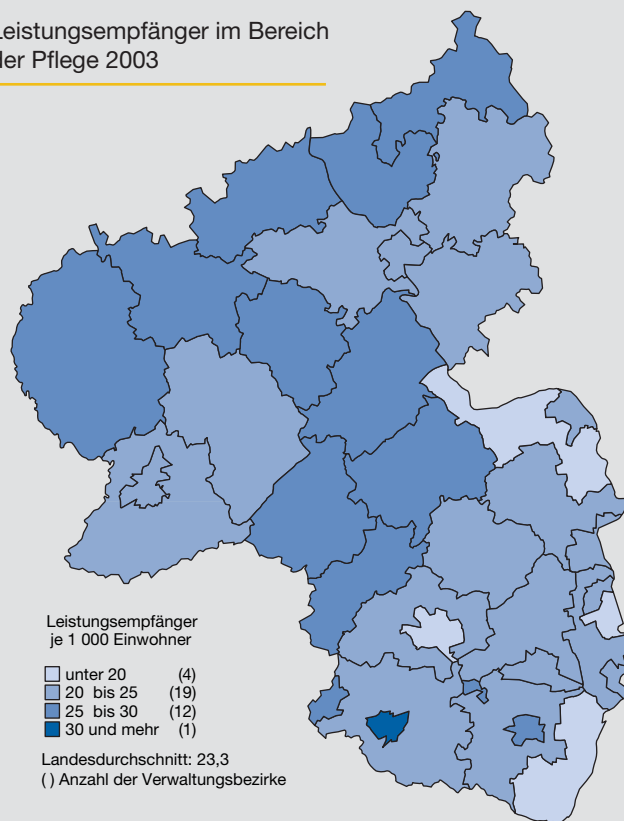 Leistungsempfänger im Bereich
der Pflege 2003
Leistungsempfänger
je 1 000 Einwohner
unter 20 (4)
20 bis 25 (19)
25 bis 30 (12)
30 und mehr (1)
Landesdurchschnitt: 23,3
( ) Anzahl der Verwaltungsbezirke